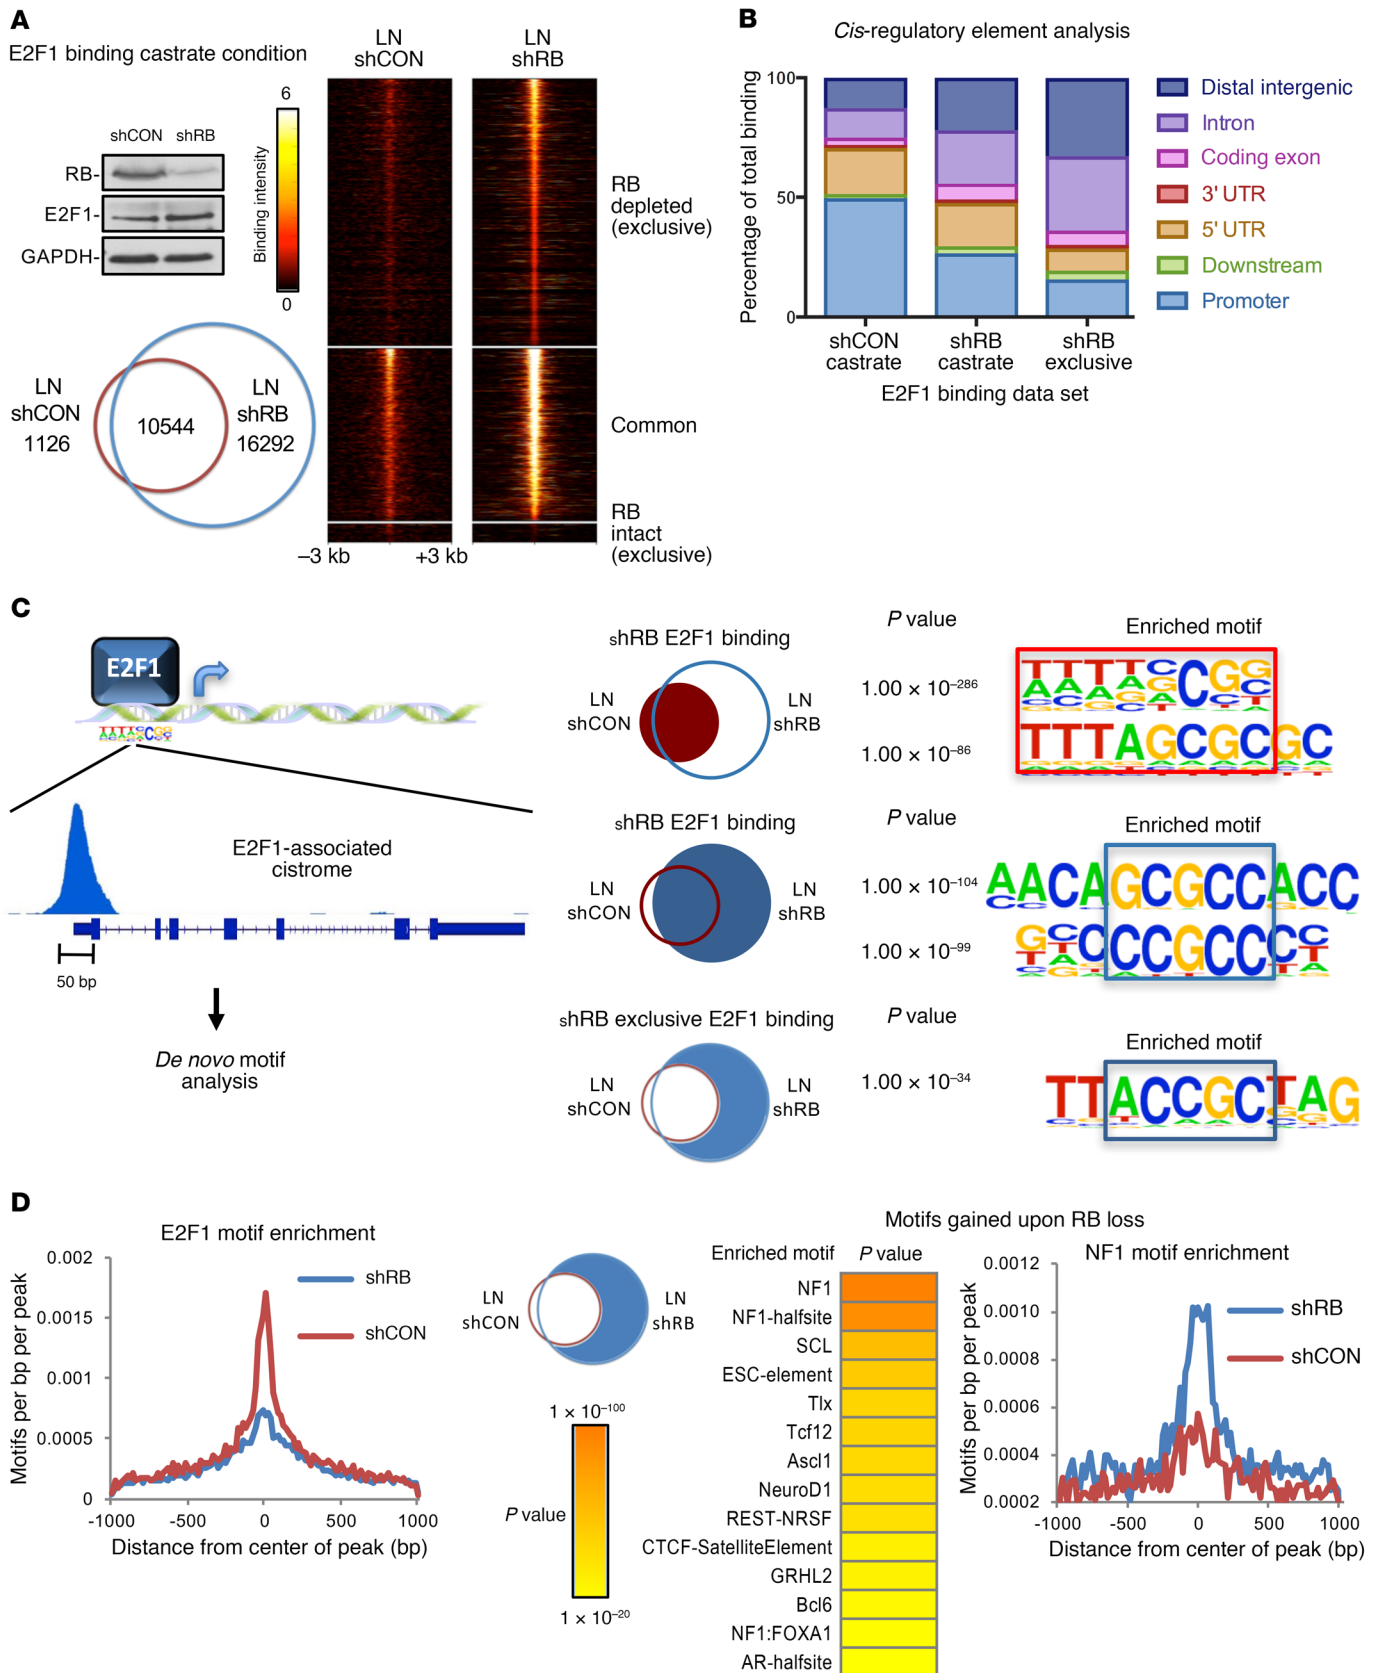 A
E2F1 binding castrate condition
LN
shCON
LN
shRB
6
Binding intensity
0
shCON
shRB
RB-
E2F1-
GAPDH-
RB
depleted
(exclusive)
Common
RB
intact
(exclusive)
LN
shCON
1126
10544
LN
shRB
16292
–3 kb
+3 kb
B
Cis-regulatory element analysis
Percentage of total binding
100
50
0
shCON
castrate
shRB
castrate
shRB
exclusive
E2F1 binding data set
Distal intergenic
Intron
Coding exon
3' UTR
5' UTR
Downstream
Promoter
C
E2F1
E2F1-associated
cistrome
50 bp
De novo motif
analysis
shRB E2F1 binding
LN
shCON
LN
shRB
P value
1.00 × 10–286
1.00 × 10–86
Enriched motif
TTTTCCGG
TTTAGCGCGC
shRB E2F1 binding
LN
shCON
LN
shRB
P value
1.00 × 10–104
1.00 × 10–99
Enriched motif
AACAGCGCCACC
GCCCCGCCCC
shRB exclusive E2F1 binding
LN
shCON
LN
shRB
P value
1.00 × 10–34
Enriched motif
TTACCGCTAG
D
E2F1 motif enrichment
Motifs per bp per peak
0.002
0.0015
0.001
0.0005
0
-1000
-500
0
500
1000
Distance from center of peak (bp)
shRB
shCON
LN
shCON
LN
shRB
1 × 10–100
P value
1 × 10–20
Motifs gained upon RB loss
Enriched motif
P value
NF1
NF1-halfsite
SCL
ESC-element
Tlx
Tcf12
Ascl1
NeuroD1
REST-NRSF
CTCF-SatelliteElement
GRHL2
Bcl6
NF1:FOXA1
AR-halfsite
NF1 motif enrichment
Motifs per bp per peak
0.0012
0.0010
0.0008
0.0006
0.0004
0.0002
-1000
-500
0
500
1000
Distance from center of peak (bp)
shRB
shCON